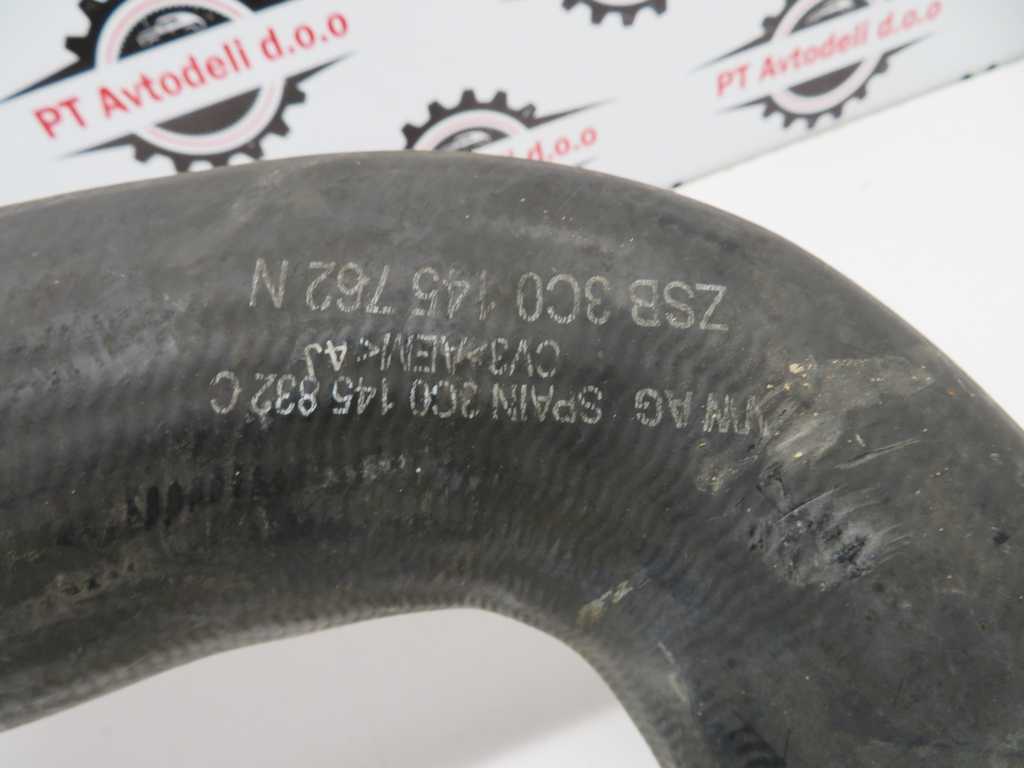 PT Avtodeli d.o.o
PT Avtodeli d.o.o
d.o.o
VW AG SPAIN 3C0 145 832 C
CV3>AEM< 4J
ZSB 3C0 145 762 N